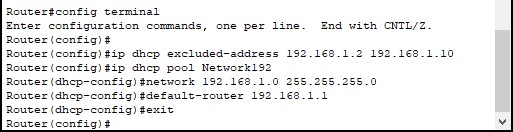 Router#config terminal
Enter configuration commands, one per line.  End with CNTL/Z.
Router(config)#
Router(config)#ip dhcp excluded-address 192.168.1.2 192.168.1.10
Router(config)#ip dhcp pool Network192
Router(dhcp-config)#network 192.168.1.0 255.255.255.0
Router(dhcp-config)#default-router 192.168.1.1
Router(dhcp-config)#exit
Router(config)#